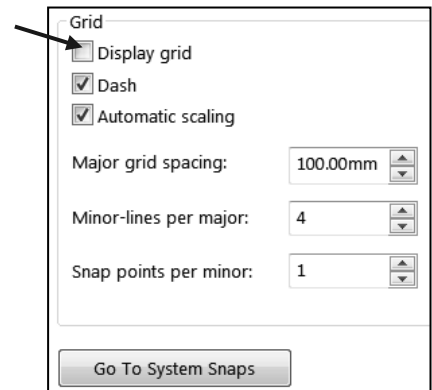 Grid
Display grid
Dash
Automatic scaling
Major grid spacing: 100.00mm
Minor-lines per major: 4
Snap points per minor: 1
Go To System Snaps